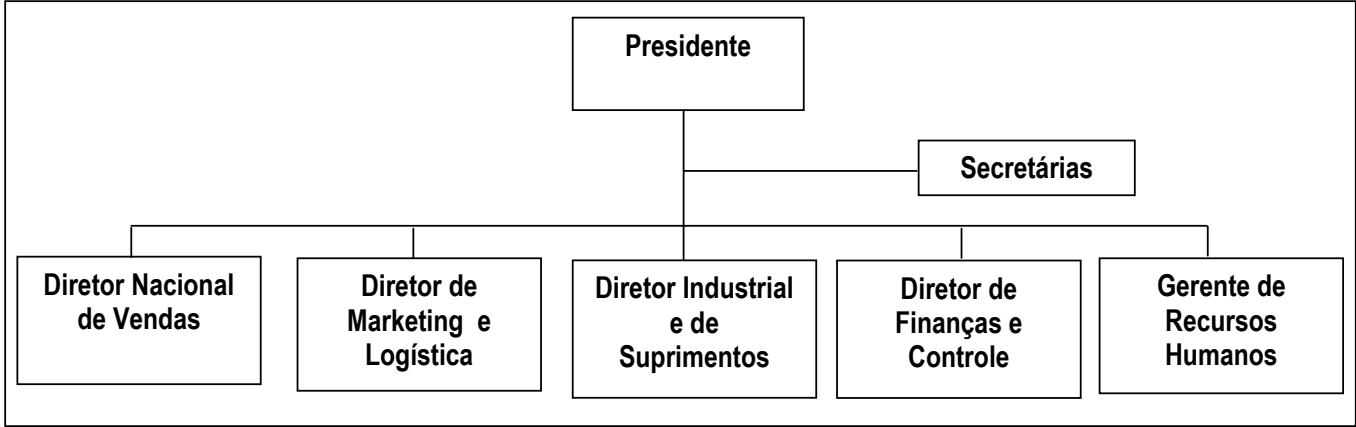 Presidente
Secretárias
Diretor Nacional
de Vendas
Diretor de
Marketing e
Logística
Diretor Industrial
e de
Suprimentos
Diretor de
Finanças e
Controle
Gerente de
Recursos
Humanos